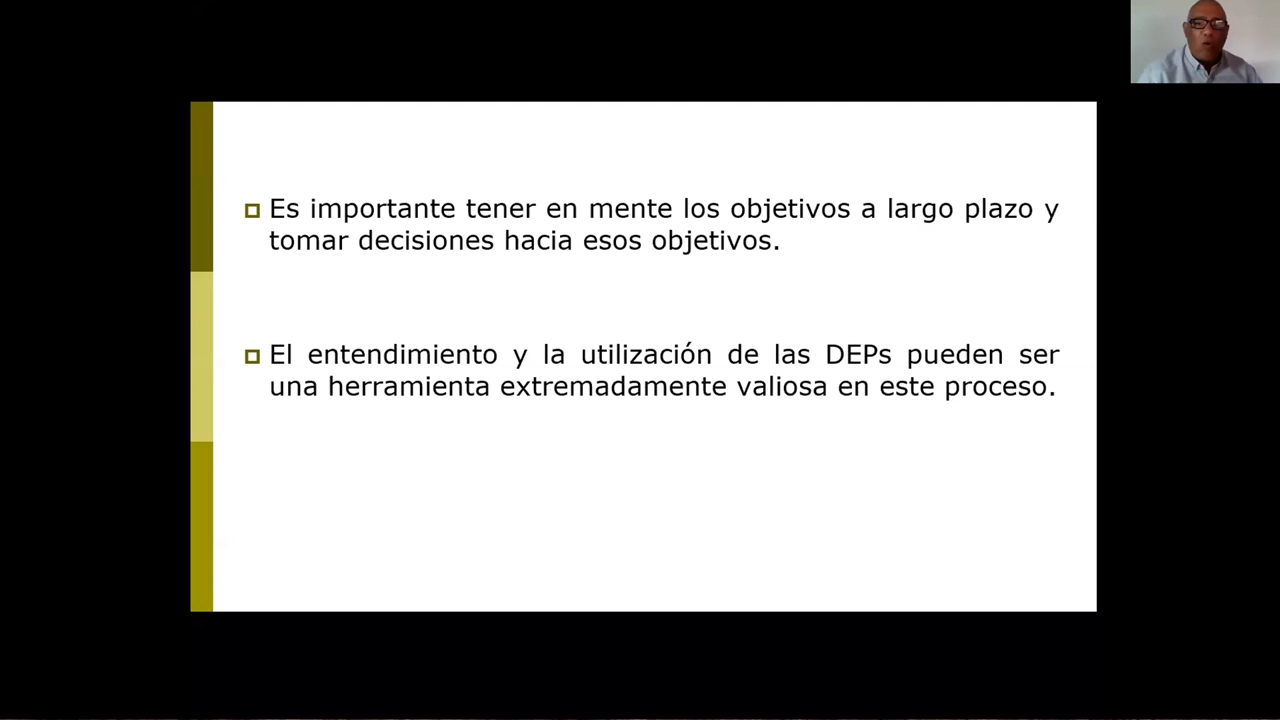 Es importante tener en mente los objetivos a largo plazo y
tomar decisiones hacia esos objetivos.
El entendimiento y la utilización de las DEPs pueden ser
una herramienta extremadamente valiosa en este proceso.